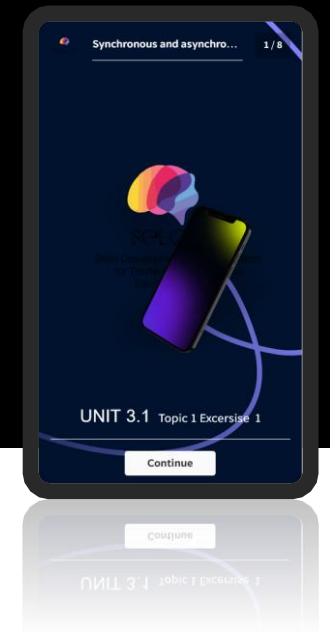 Synchronous and asynchro...
1 / 8
UNIT 3.1 Topic 1 Excersise 1
Continue